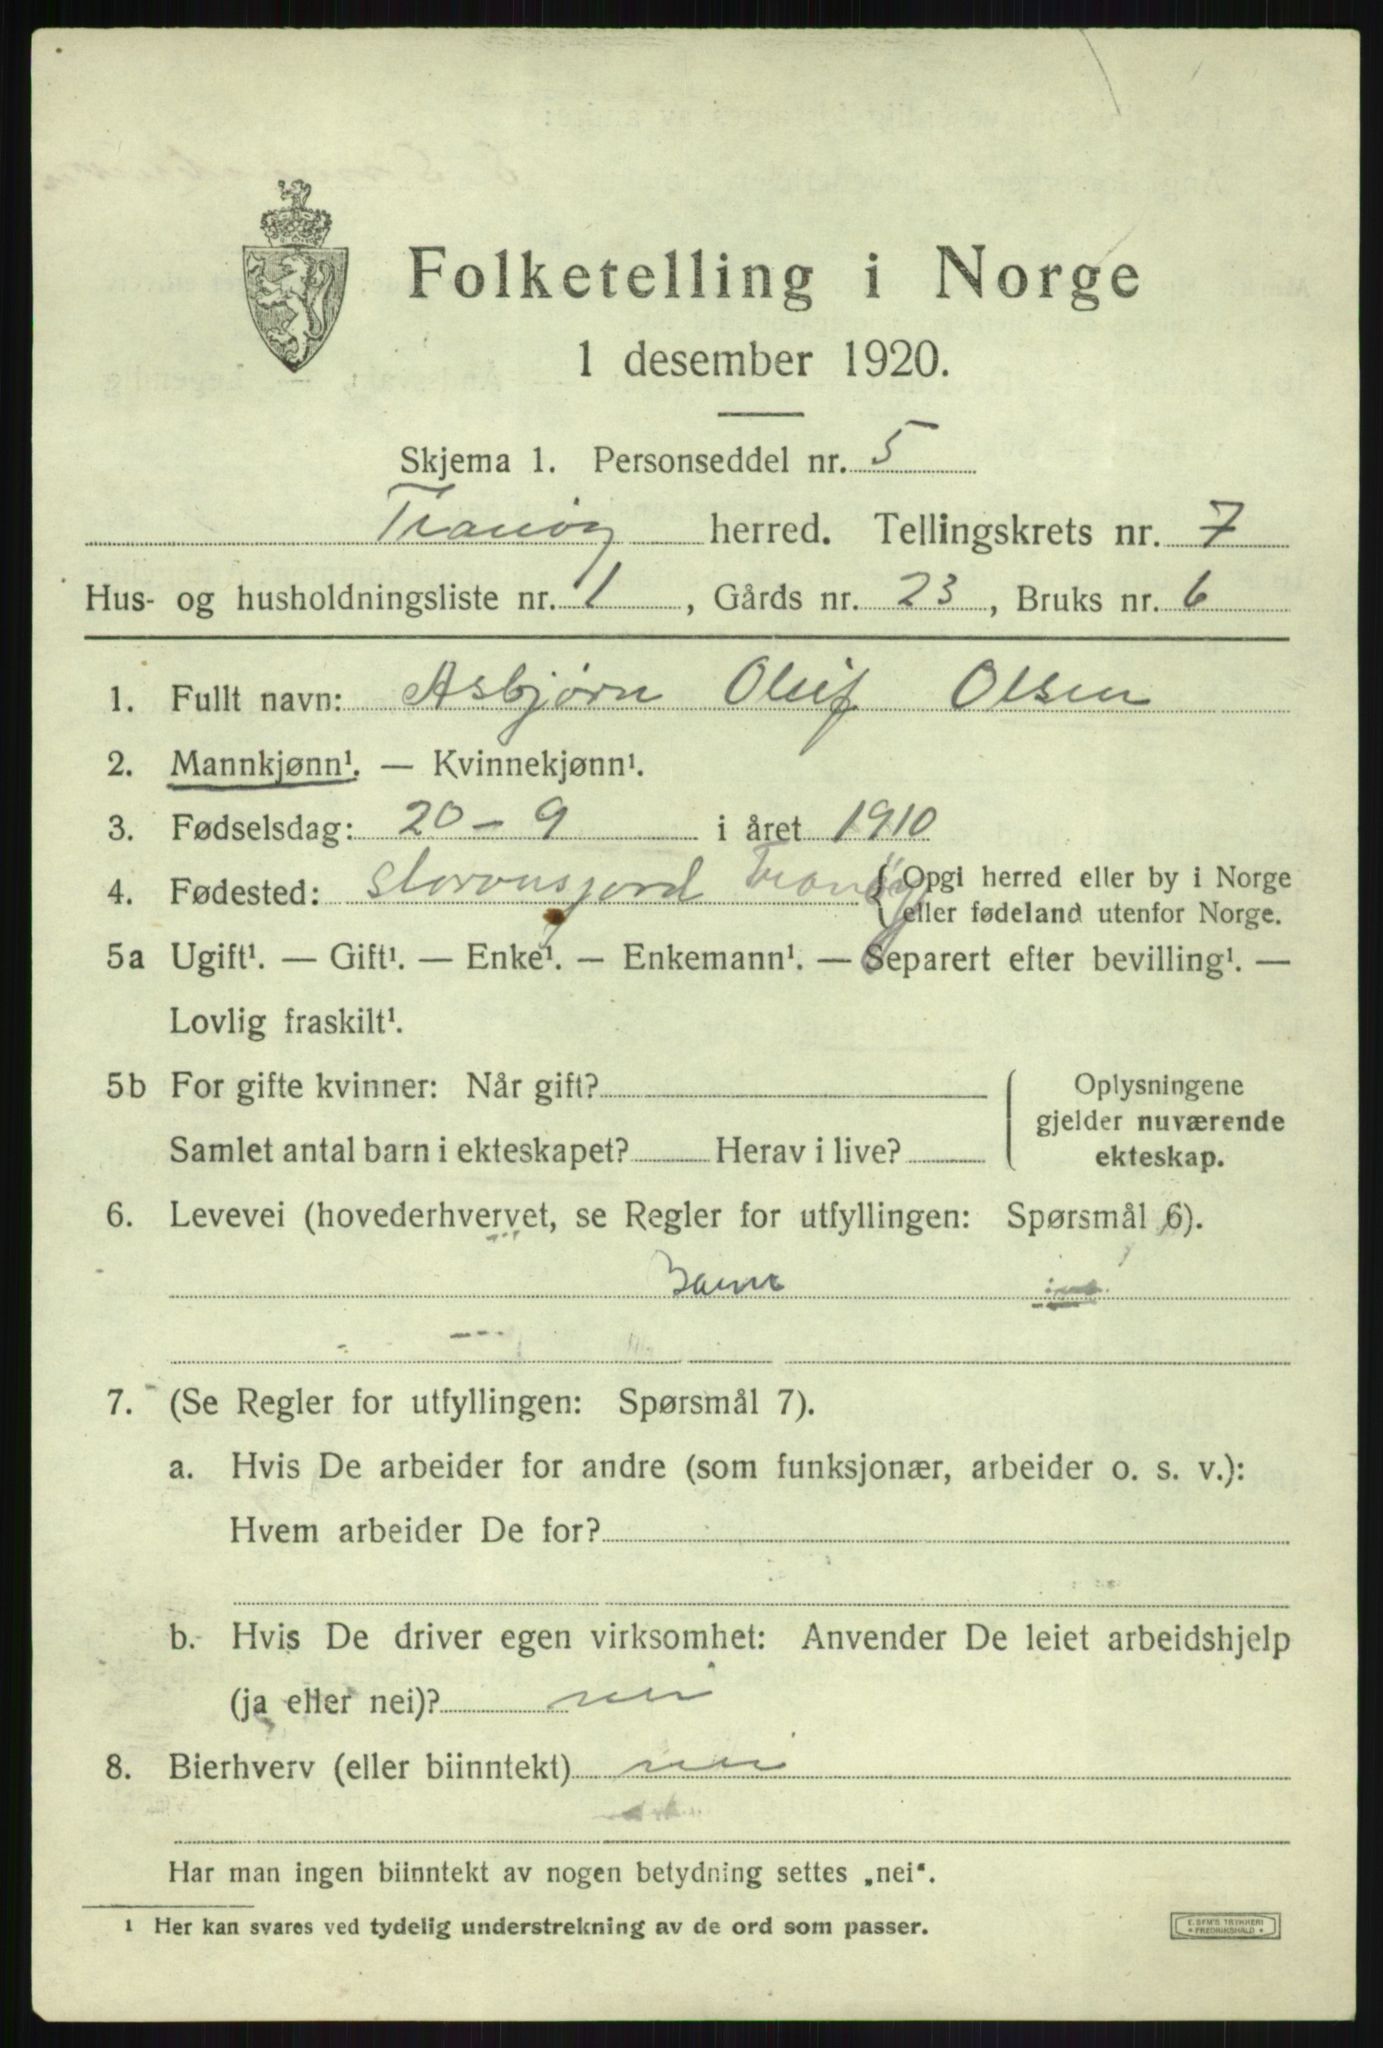 Folketelling i Norge
1 desember 1920.
Skjema 1. Personseddel nr. 5
Tranøy herred. Tellingskrets nr. 7
Hus- og husholdningsliste nr. 1, Gårds nr. 23, Bruks nr. 6
1. Fullt navn: Asbjørn Oluf Olsen
2. Mannkjønn¹. — Kvinnekjønn¹.
3. Fødselsdag: 20-9 i året 1910
4. Fødested: Tranøy {Opgi herred eller by i Norge
eller fødeland utenfor Norge.
5a Ugift¹. — Gift¹. — Enke¹. — Enkemann¹. — Separert efter bevilling¹. —
Lovlig fraskilt¹.
5b For gifte kvinner: Når gift?
Samlet antal barn i ekteskapet? Herav i live?
Oplysningene
gjelder nuværende
ekteskap.
6. Levevei (hovederhvervet, se Regler for utfyllingen: Spørsmål 6).
7. (Se Regler for utfyllingen: Spørsmål 7).
a. Hvis De arbeider for andre (som funksjonær, arbeider o. s. v.):
Hvem arbeider De for?
b. Hvis De driver egen virksomhet: Anvender De leiet arbeidshjelp
(ja eller nei)? nei
8. Bierhverv (eller biinntekt) nei
Har man ingen biinntekt av nogen betydning settes „nei“.
¹ Her kan svares ved tydelig understrekning av de ord som passer.
E. SEM'S TRYKKERI
FREDRIKSHALD